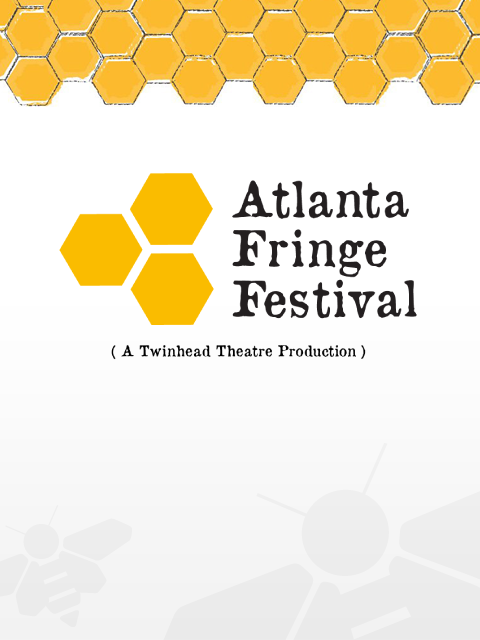 Atlanta
Fringe
Festival
( A Twinhead Theatre Production )